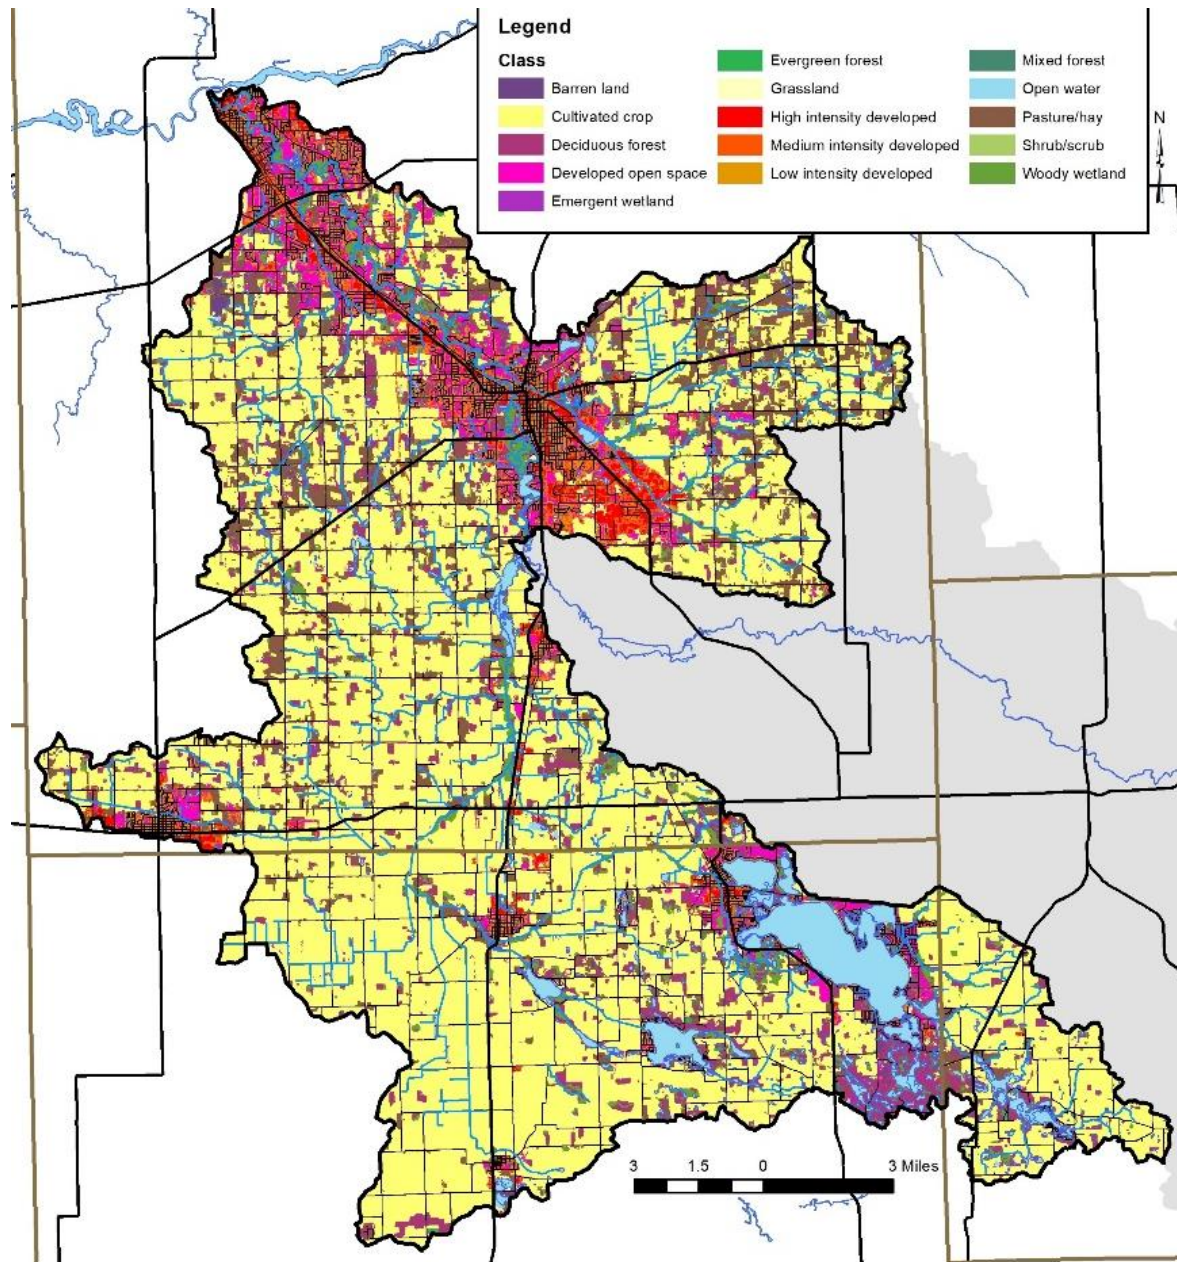 Legend
Class
Barren land
Cultivated crop
Deciduous forest
Developed open space
Emergent wetland
Evergreen forest
Grassland
High intensity developed
Medium intensity developed
Low intensity developed
Mixed forest
Open water
Pasture/hay
Shrub/scrub
Woody wetland
N
3 1.5 0 3 Miles